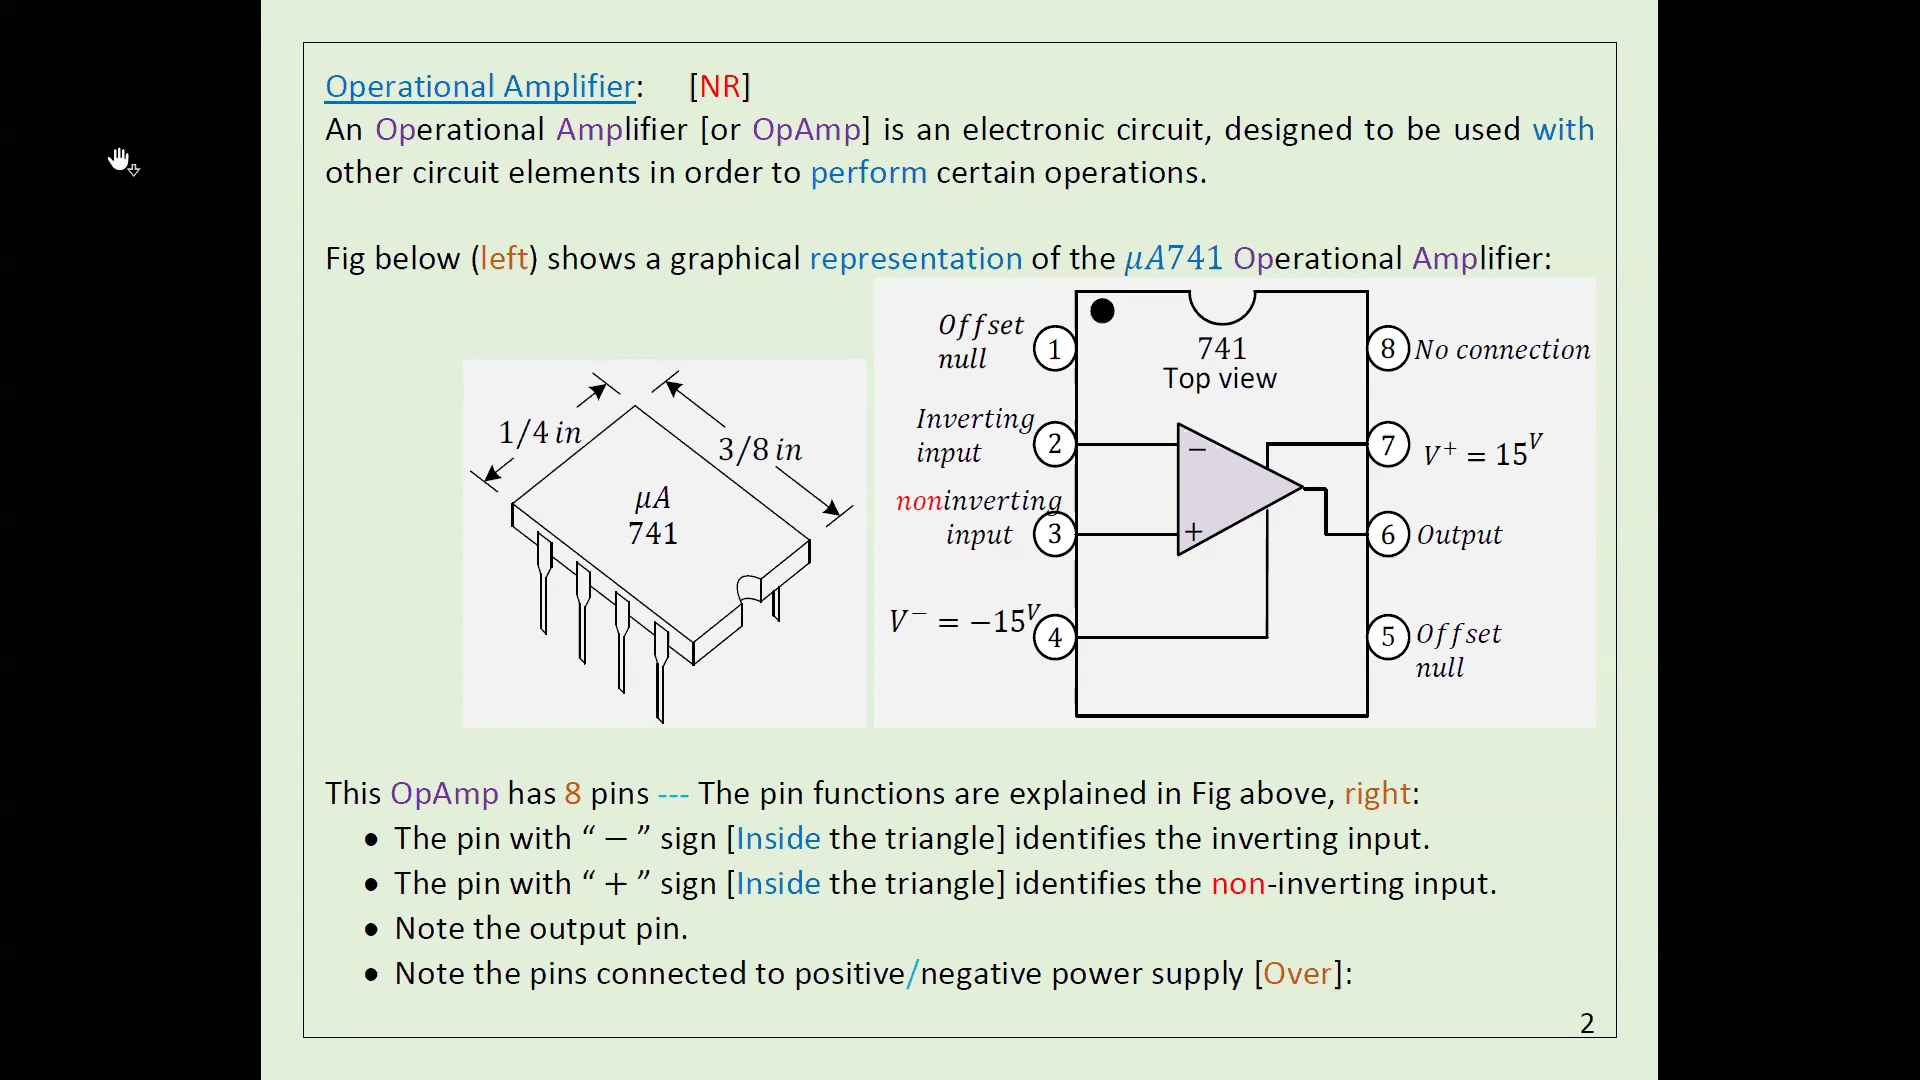 Operational Amplifier: [NR]
An Operational Amplifier [or OpAmp] is an electronic circuit, designed to be used with
other circuit elements in order to perform certain operations.
Fig below (left) shows a graphical representation of the μA741 Operational Amplifier:
1/4 in
3/8 in
μA
741
Offset
null
1
Inverting
input
2
noninverting
input
3
V⁻ = −15ⱽ
4
741
Top view
−
+
8 No connection
7 V⁺ = 15ⱽ
6 Output
5 Offset
null
This OpAmp has 8 pins --- The pin functions are explained in Fig above, right:
• The pin with “ − ” sign [Inside the triangle] identifies the inverting input.
• The pin with “ + ” sign [Inside the triangle] identifies the non-inverting input.
• Note the output pin.
• Note the pins connected to positive/negative power supply [Over]:
2